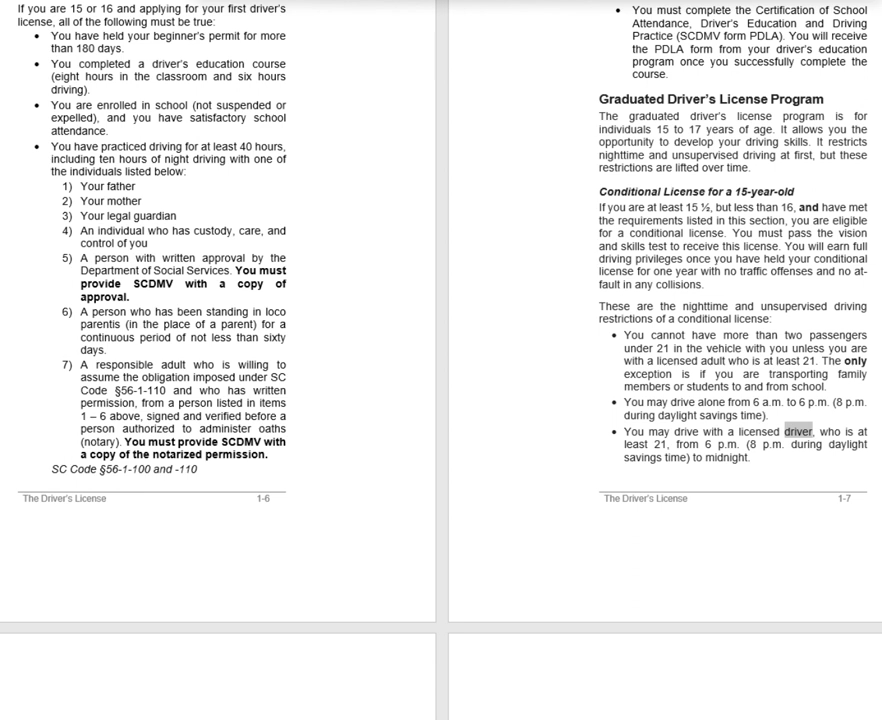 If you are 15 or 16 and applying for your first driver's
license, all of the following must be true:
• You have held your beginner's permit for more
than 180 days.
• You completed a driver's education course
(eight hours in the classroom and six hours
driving).
• You are enrolled in school (not suspended or
expelled), and you have satisfactory school
attendance.
• You have practiced driving for at least 40 hours,
including ten hours of night driving with one of
the individuals listed below:
1) Your father
2) Your mother
3) Your legal guardian
4) An individual who has custody, care, and
control of you
5) A person with written approval by the
Department of Social Services. You must
provide SCDMV with a copy of
approval.
6) A person who has been standing in loco
parentis (in the place of a parent) for a
continuous period of not less than sixty
days.
7) A responsible adult who is willing to
assume the obligation imposed under SC
Code §56-1-110 and who has written
permission, from a person listed in items
1 – 6 above, signed and verified before a
person authorized to administer oaths
(notary). You must provide SCDMV with
a copy of the notarized permission.
SC Code §56-1-100 and -110
The Driver's License 1-6
• You must complete the Certification of School
Attendance, Driver's Education and Driving
Practice (SCDMV form PDLA). You will receive
the PDLA form from your driver's education
program once you successfully complete the
course.
Graduated Driver's License Program
The graduated driver's license program is for
individuals 15 to 17 years of age. It allows you the
opportunity to develop your driving skills. It restricts
nighttime and unsupervised driving at first, but these
restrictions are lifted over time.
Conditional License for a 15-year-old
If you are at least 15 ½, but less than 16, and have met
the requirements listed in this section, you are eligible
for a conditional license. You must pass the vision
and skills test to receive this license. You will earn full
driving privileges once you have held your conditional
license for one year with no traffic offenses and no at-
fault in any collisions.
These are the nighttime and unsupervised driving
restrictions of a conditional license:
• You cannot have more than two passengers
under 21 in the vehicle with you unless you are
with a licensed adult who is at least 21. The only
exception is if you are transporting family
members or students to and from school.
• You may drive alone from 6 a.m. to 6 p.m. (8 p.m.
during daylight savings time).
• You may drive with a licensed driver, who is at
least 21, from 6 p.m. (8 p.m. during daylight
savings time) to midnight.
The Driver's License 1-7